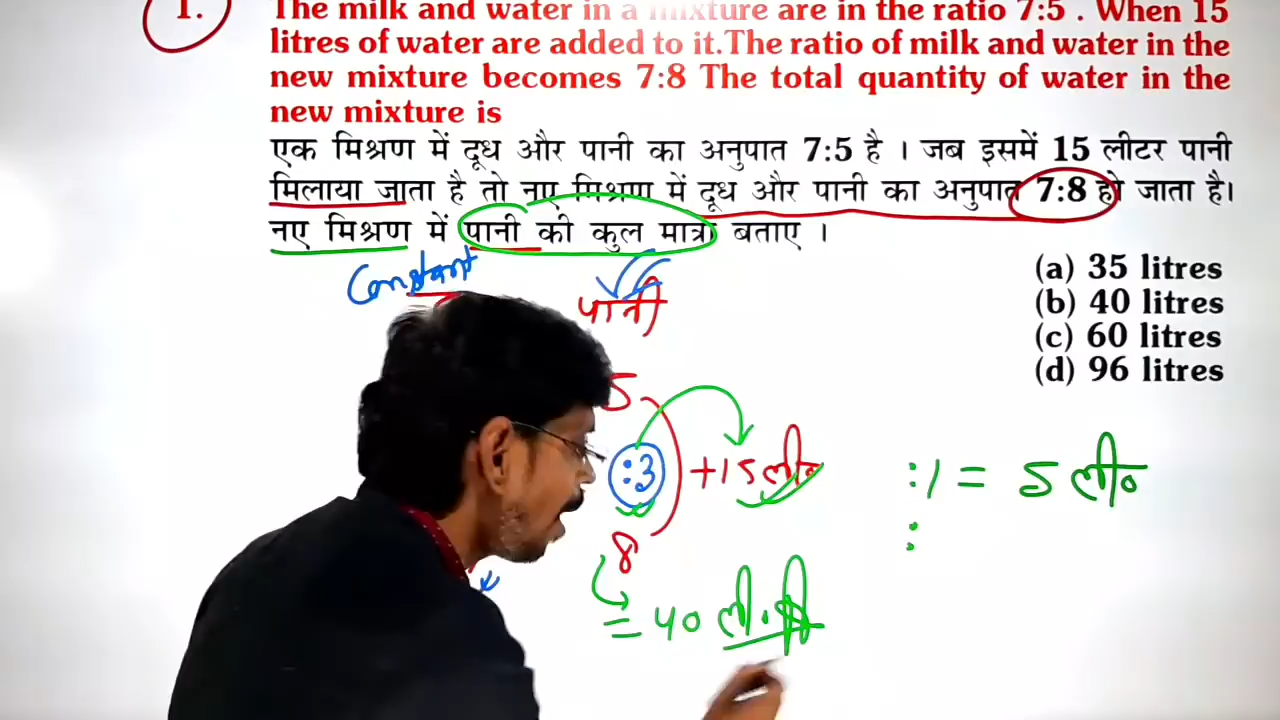 1. The milk and water in a mixture are in the ratio 7:5 . When 15
litres of water are added to it.The ratio of milk and water in the
new mixture becomes 7:8 The total quantity of water in the
new mixture is
एक मिश्रण में दूध और पानी का अनुपात 7:5 है । जब इसमें 15 लीटर पानी
मिलाया जाता है तो नए मिश्रण में दूध और पानी का अनुपात 7:8 हो जाता है।
नए मिश्रण में पानी की कुल मात्रा बताए ।
(a) 35 litres
(b) 40 litres
(c) 60 litres
(d) 96 litres
Constant
पानी
5
:3 +15 ली०
8
= 40 ली०
:1 = 5 ली०
: